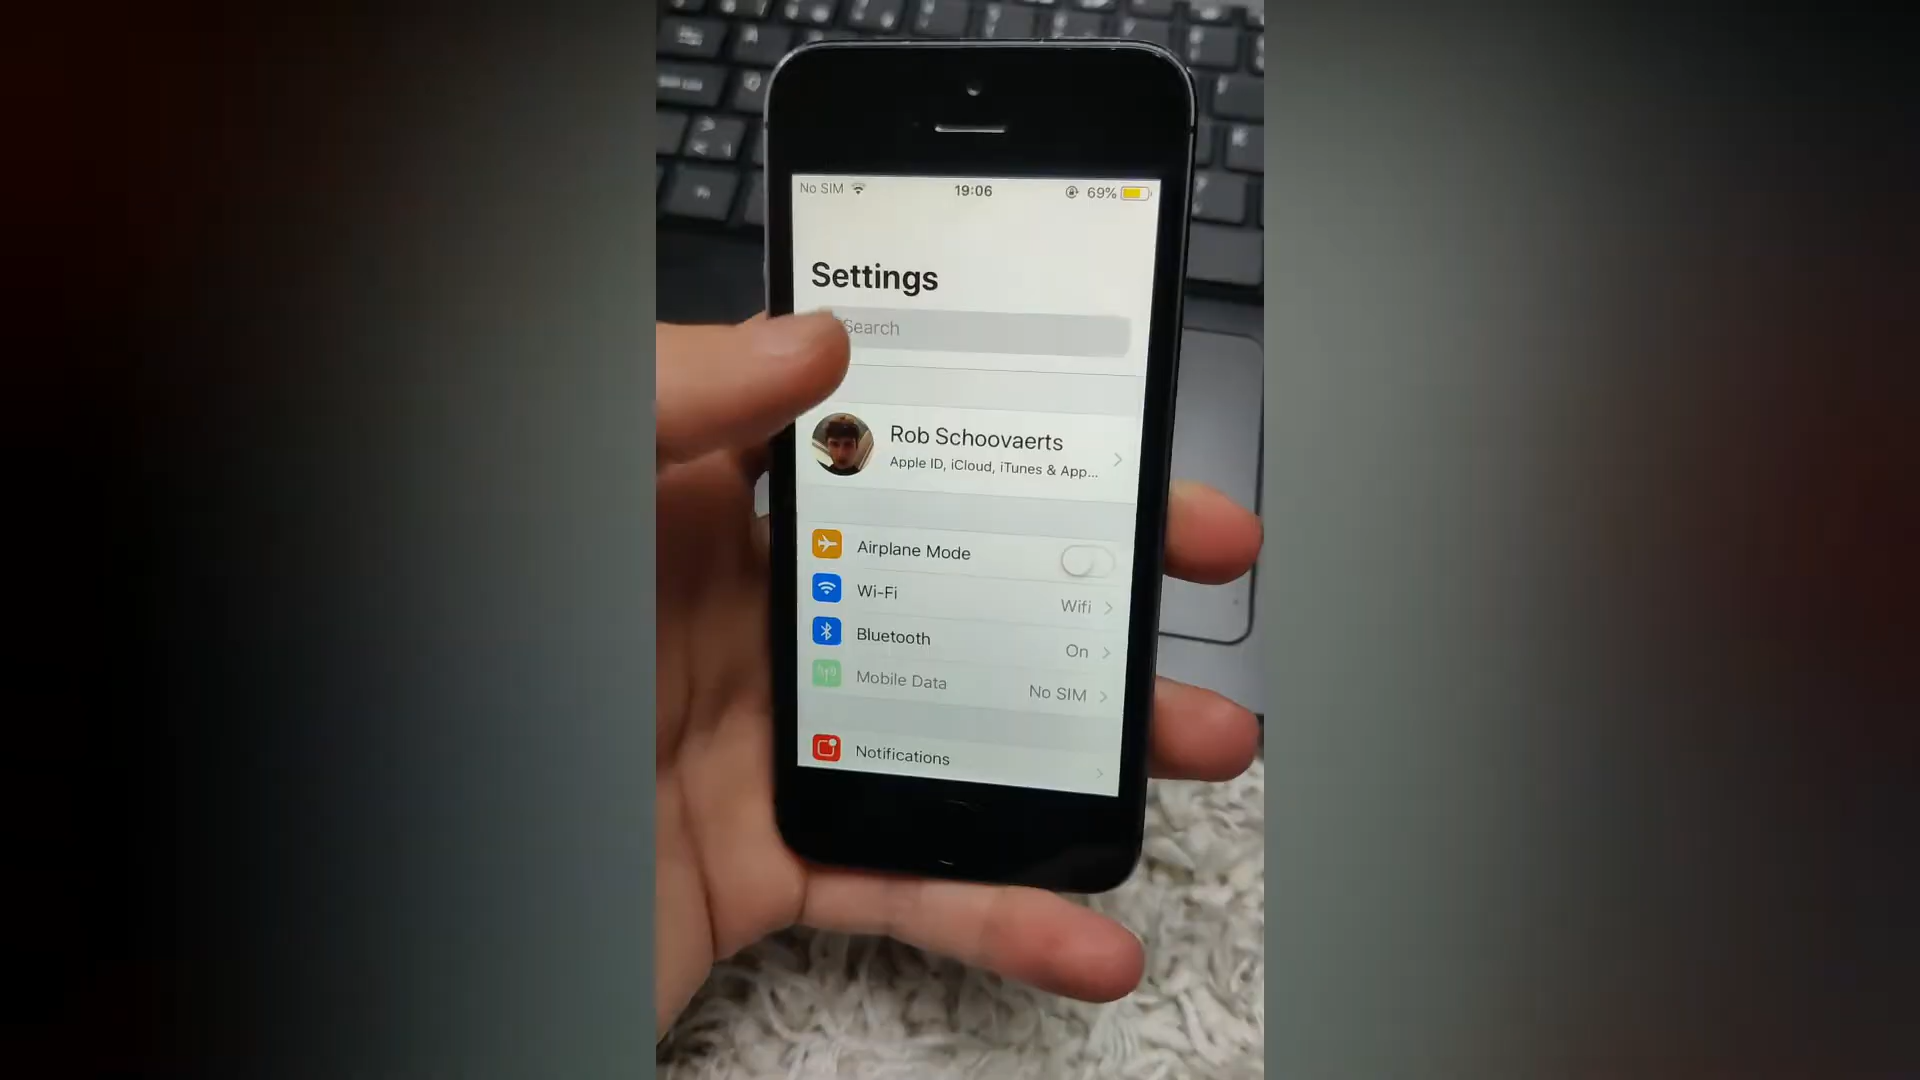 No SIM 19:06 69%
Settings
Search
Rob Schoovaerts
Apple ID, iCloud, iTunes & App...
Airplane Mode
Wi-Fi Wifi
Bluetooth On
Mobile Data No SIM
Notifications